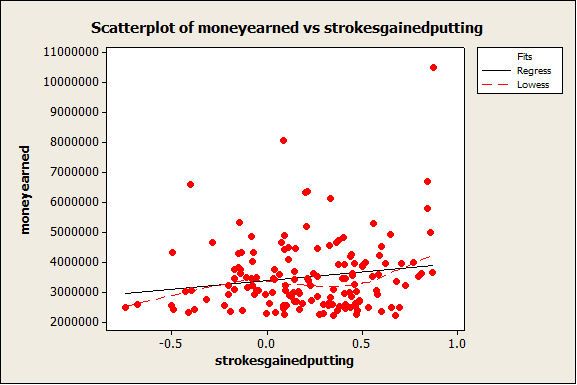 Scatterplot of moneyearned vs strokesgainedputting
11000000
10000000
9000000
8000000
7000000
6000000
5000000
4000000
3000000
2000000
moneyearned
-0.5
0.0
0.5
1.0
strokesgainedputting
Fits
Regress
Lowess